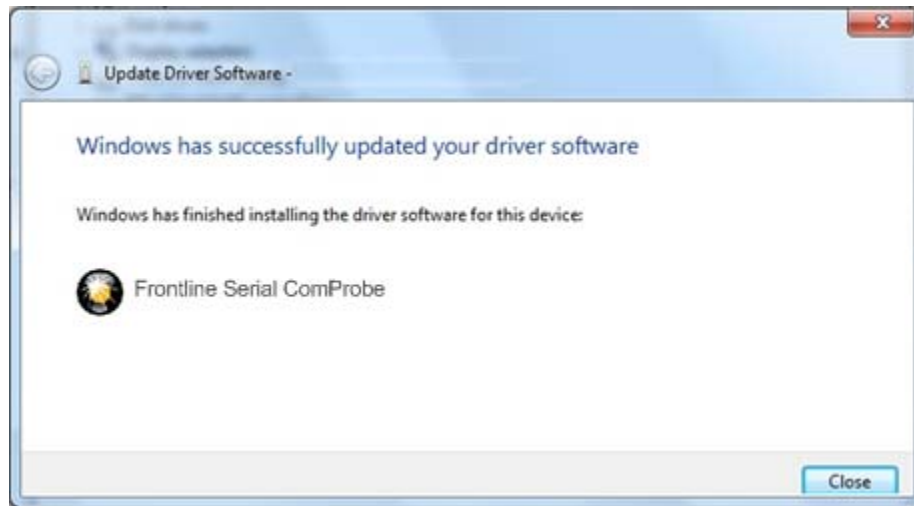 Update Driver Software -
Windows has successfully updated your driver software
Windows has finished installing the driver software for this device:
Frontline Serial ComProbe
Close